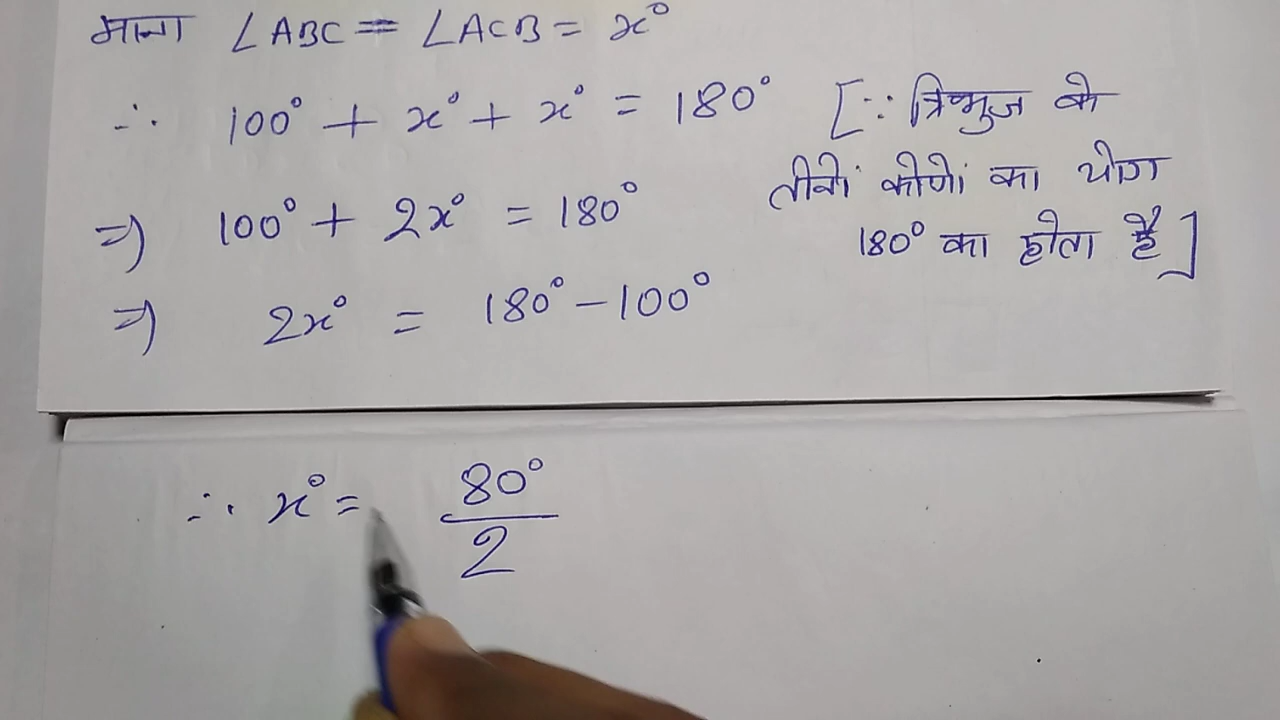 माना ∠ABC = ∠ACB = x°
∴ 100° + x° + x° = 180° [∵ त्रिभुज के
तीनों कोणों का योग
⇒ 100° + 2x° = 180°
180° का होता है]
⇒ 2x° = 180° – 100°
∴ x° = 80°
2